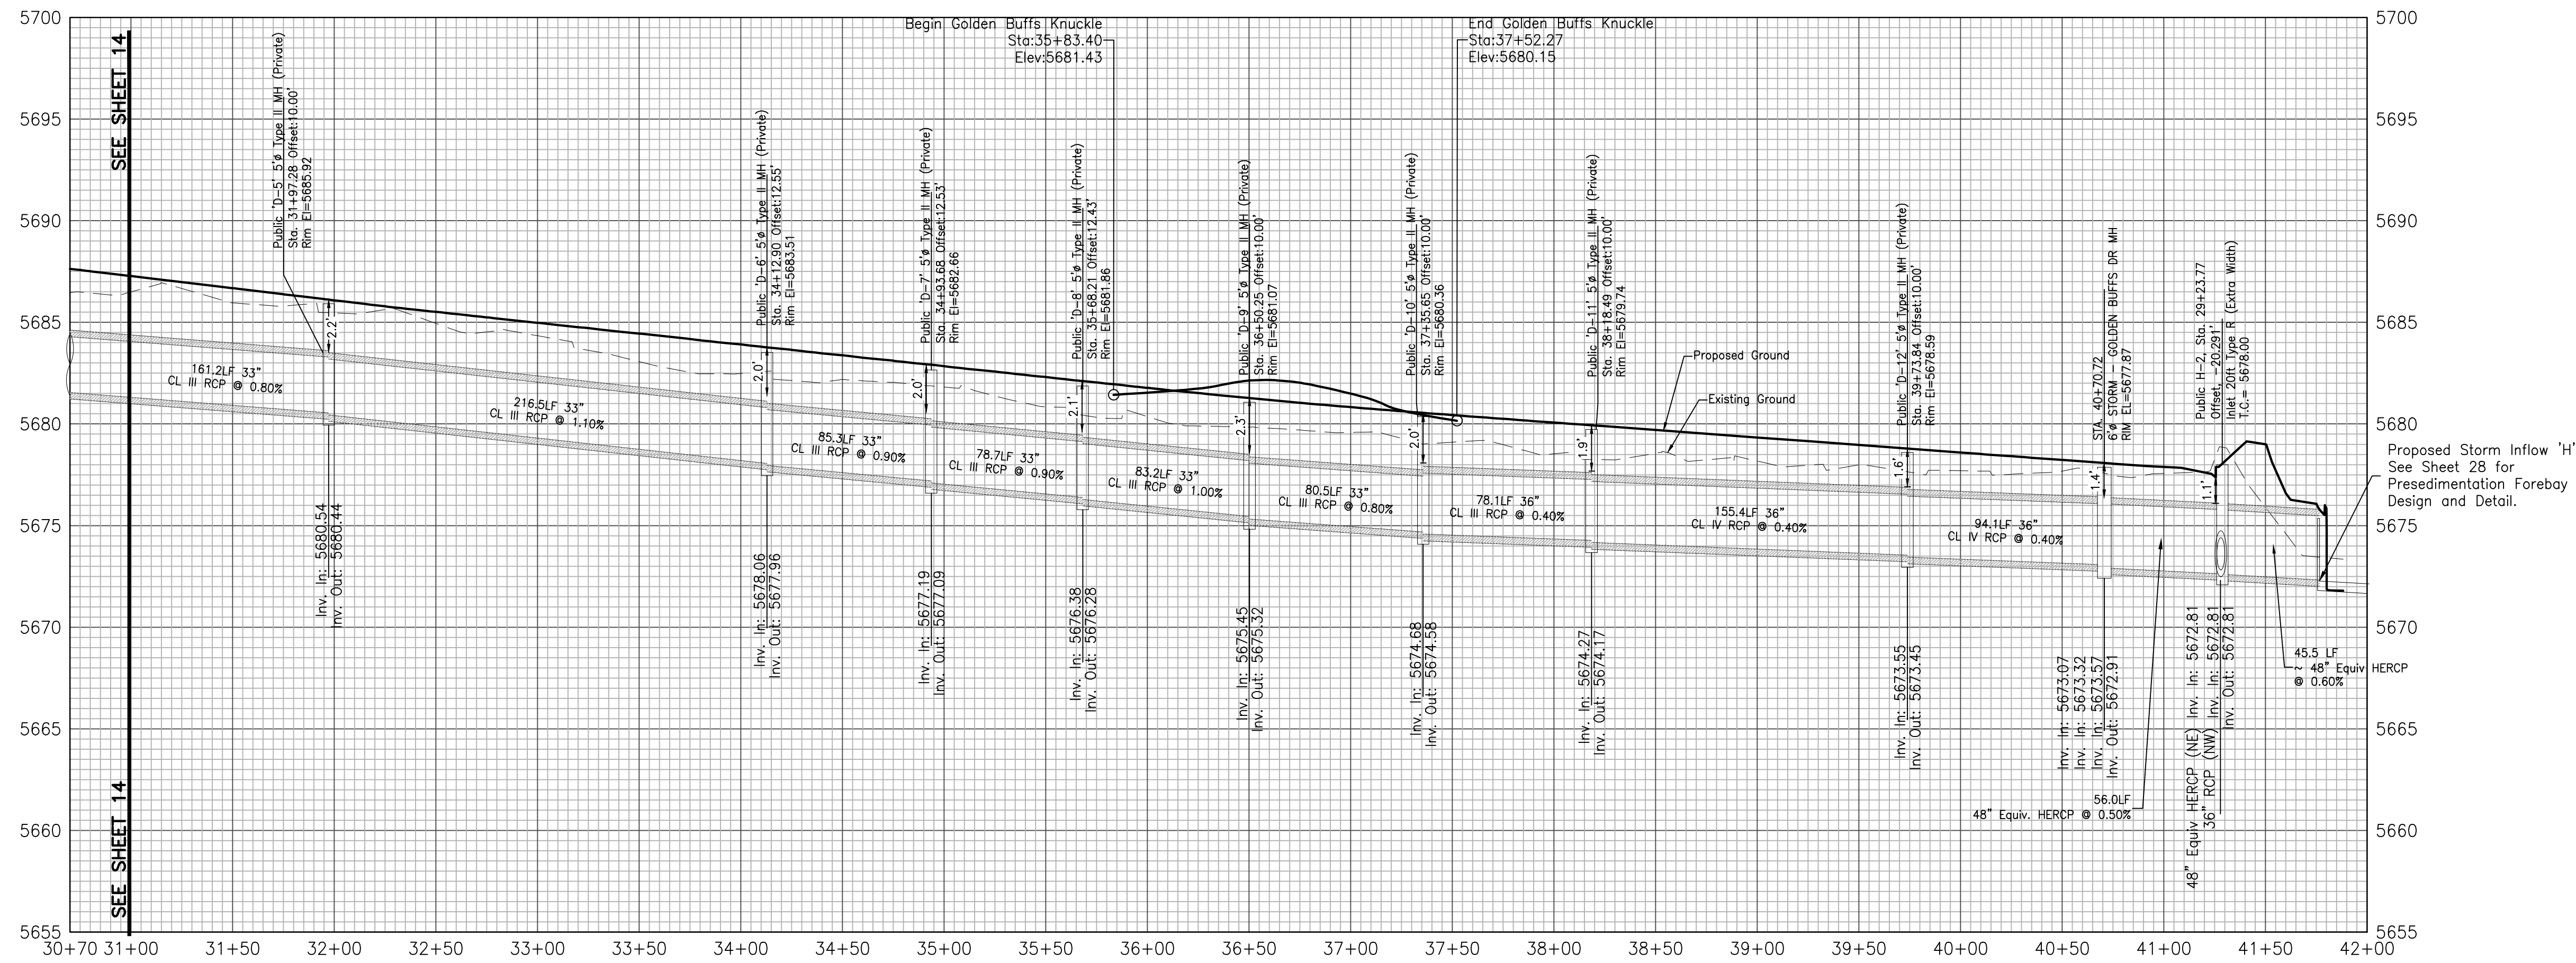 5700
5695
5690
5685
5680
5675
5670
5665
5660
5655
SEE SHEET 14
SEE SHEET 14
Public 'D-5' 5'ø Type II MH (Private)
Sta. 31+97.28 Offset:10.00'
Rim El=5685.92
2.2'
161.2LF 33"
CL III RCP @ 0.80%
Inv. In: 5680.54
Inv. Out: 5680.44
216.5LF 33"
CL III RCP @ 1.10%
Public 'D-6' 5'ø Type II MH (Private)
Sta. 34+12.90 Offset:12.55'
Rim El=5683.51
2.0'
Inv. In: 5678.06
Inv. Out: 5677.96
85.3LF 33"
CL III RCP @ 0.90%
Public 'D-7' 5'ø Type II MH (Private)
Sta. 34+93.68 Offset:12.53'
Rim El=5682.66
2.0'
Inv. In: 5677.19
Inv. Out: 5677.09
78.7LF 33"
CL III RCP @ 0.90%
Public 'D-8' 5'ø Type II MH (Private)
Sta. 35+68.21 Offset:12.43'
Rim El=5681.86
2.1'
Inv. In: 5676.38
Inv. Out: 5676.28
Begin Golden Buffs Knuckle
Sta:35+83.40
Elev:5681.43
83.2LF 33"
CL III RCP @ 1.00%
Public 'D-9' 5'ø Type II MH (Private)
Sta. 36+50.25 Offset:10.00'
Rim El=5681.07
2.3'
Inv. In: 5675.45
Inv. Out: 5675.32
80.5LF 33"
CL III RCP @ 0.80%
Public 'D-10' 5'ø Type II MH (Private)
Sta. 37+35.65 Offset:10.00'
Rim El=5680.36
2.0'
Inv. In: 5674.68
Inv. Out: 5674.58
End Golden Buffs Knuckle
Sta:37+52.27
Elev:5680.15
78.1LF 36"
CL III RCP @ 0.40%
Public 'D-11' 5'ø Type II MH (Private)
Sta. 38+18.49 Offset:10.00'
Rim El=5679.74
1.9'
Inv. In: 5674.27
Inv. Out: 5674.17
Proposed Ground
Existing Ground
155.4LF 36"
CL IV RCP @ 0.40%
Public 'D-12' 5'ø Type II MH (Private)
Sta. 39+73.84 Offset:10.00'
Rim El=5678.59
1.6'
Inv. In: 5673.55
Inv. Out: 5673.45
94.1LF 36"
CL IV RCP @ 0.40%
STA. 40+70.72
6'ø STORM - GOLDEN BUFFS DR MH
RIM EL=5677.87
1.4'
Inv. In: 5673.07
Inv. In: 5673.32
Inv. In: 5673.57
Inv. Out: 5672.91
56.0LF
48" Equiv. HERCP @ 0.50%
Public H-2, Sta. 29+23.77
Offset, -20.291'
Inlet 20ft Type R (Extra Width)
T.C.= 5678.00
1.1'
48" Equiv HERCP (NE) Inv. In: 5672.81
36" RCP (NW) Inv. In: 5672.81
Inv. Out: 5672.81
45.5 LF
~ 48" Equiv HERCP
@ 0.60%
Proposed Storm Inflow 'H'
See Sheet 28 for
Presedimentation Forebay
Design and Detail.
5700
5695
5690
5685
5680
5675
5670
5665
5660
5655
30+70 31+00 31+50 32+00 32+50 33+00 33+50 34+00 34+50 35+00 35+50 36+00 36+50 37+00 37+50 38+00 38+50 39+00 39+50 40+00 40+50 41+00 41+50 42+00